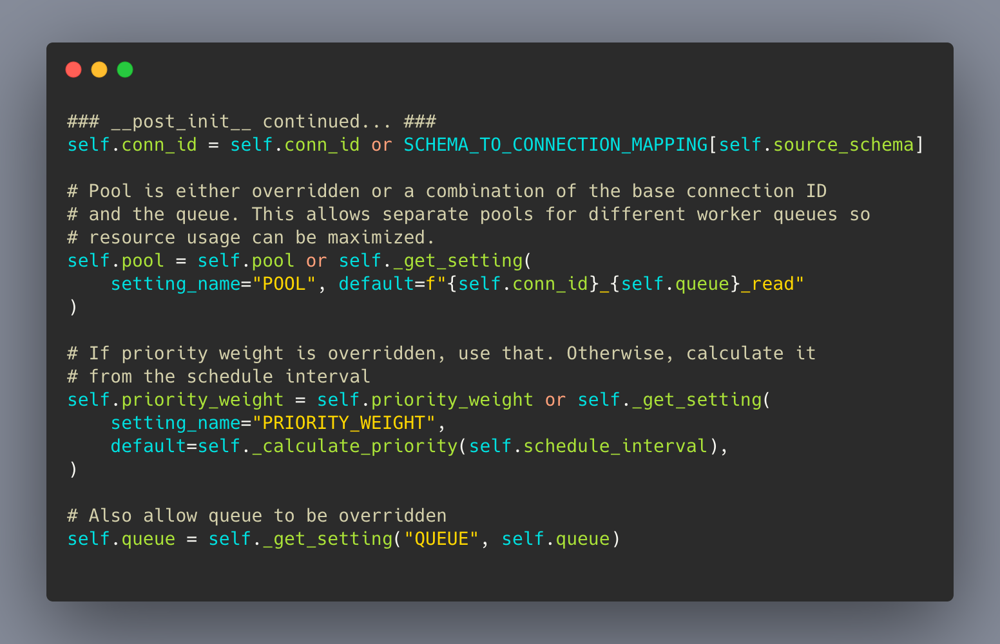 ### __post_init__ continued... ###
self.conn_id = self.conn_id or SCHEMA_TO_CONNECTION_MAPPING[self.source_schema]

# Pool is either overridden or a combination of the base connection ID
# and the queue. This allows separate pools for different worker queues so
# resource usage can be maximized.
self.pool = self.pool or self._get_setting(
    setting_name="POOL", default=f"{self.conn_id}_{self.queue}_read"
)

# If priority weight is overridden, use that. Otherwise, calculate it
# from the schedule interval
self.priority_weight = self.priority_weight or self._get_setting(
    setting_name="PRIORITY_WEIGHT",
    default=self._calculate_priority(self.schedule_interval),
)

# Also allow queue to be overridden
self.queue = self._get_setting("QUEUE", self.queue)